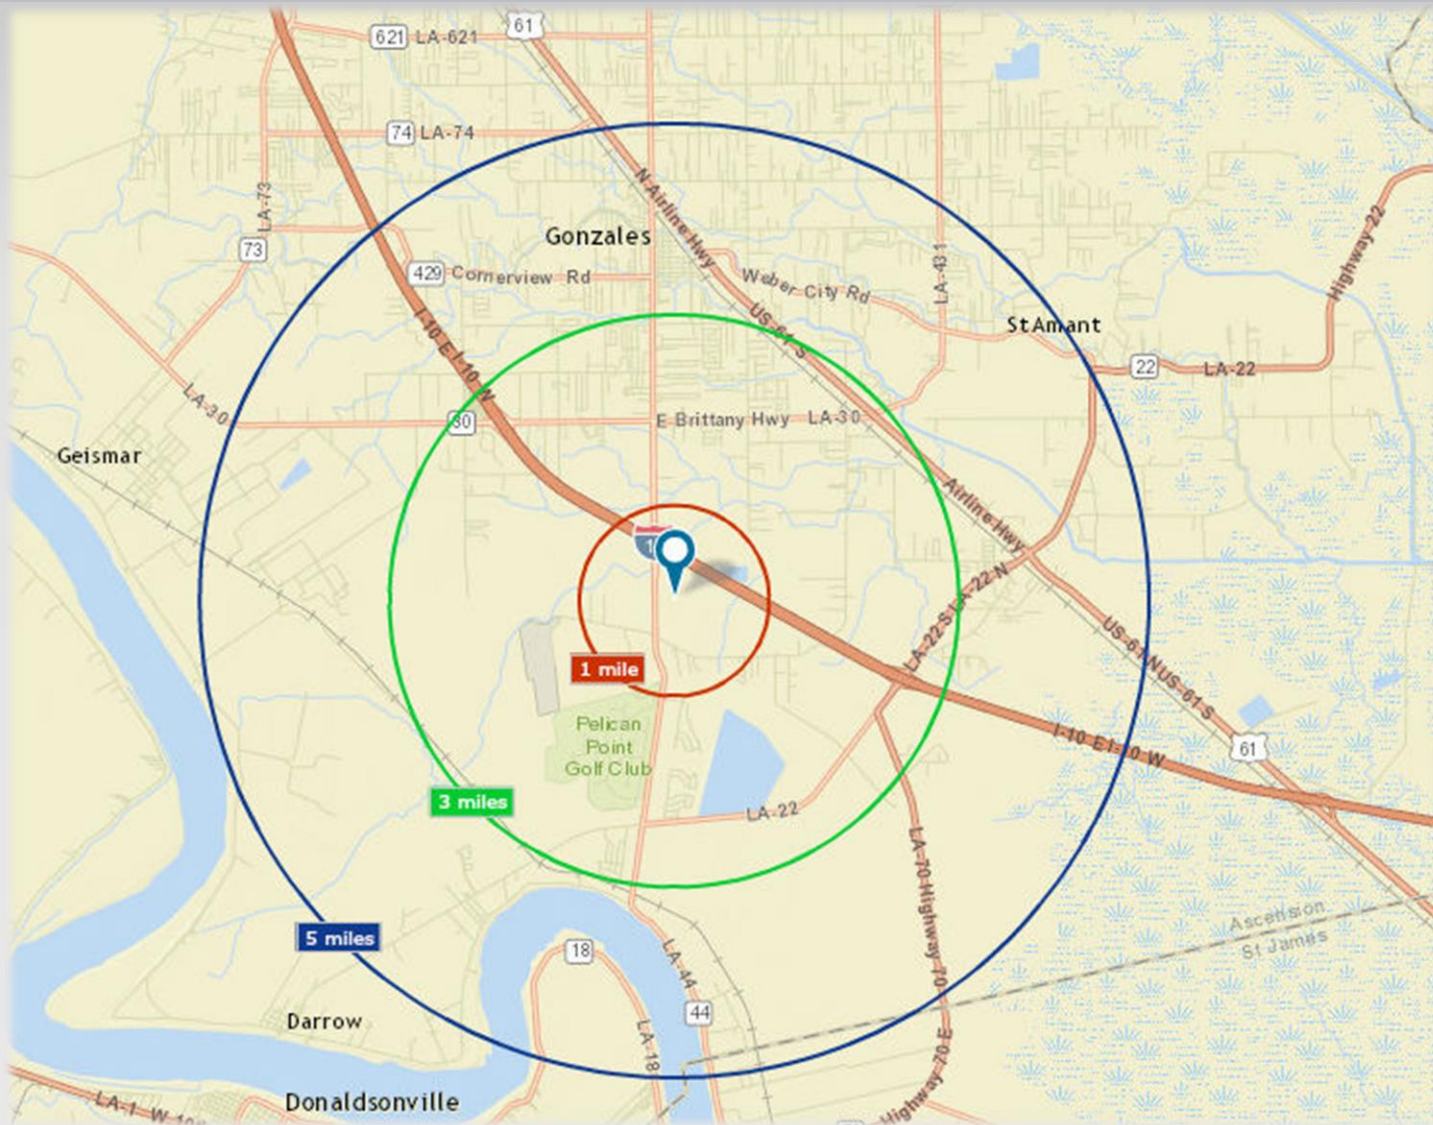 61
621 LA-621
74 LA-74
LA-73
N Airline Hwy
Gonzales
73
429 Cornerview Rd
Weber City Rd
LA-431
Highway 22
I-10 E I-10 W
US-61 S
St Amant
22 LA-22
LA-30
30
E Brittany Hwy LA-30
Geismar
Airline Hwy
LA-22 S LA-22 N
1 mile
US-61 N US-61 S
Pelican
Point
Golf Club
I-10 E I-10 W
61
3 miles
LA-22
LA-70 Highway 70
Ascension
St James
5 miles
18
LA-44
44
Darrow
LA-18
Highway 70 E
Donaldsonville
LA-1 W